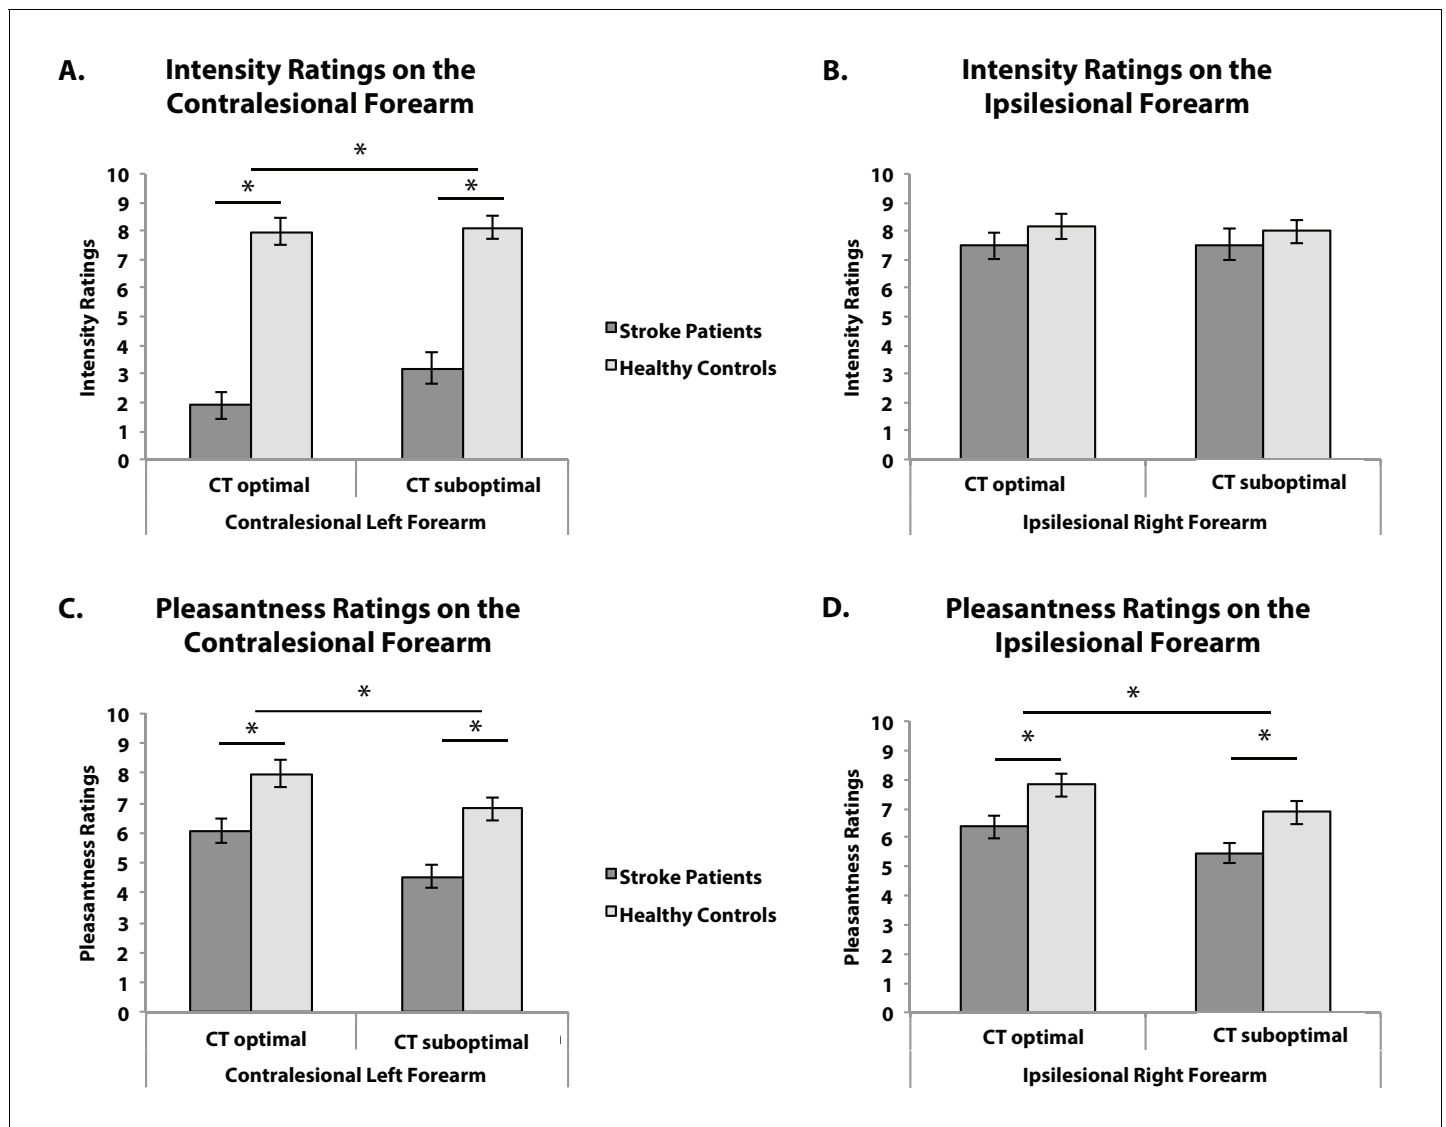 A. Intensity Ratings on the
Contralesional Forearm
*
* *
10
9
8
7
6
5
4
3
2
1
0
Intensity Ratings
CT optimal CT suboptimal
Contralesional Left Forearm
Stroke Patients
Healthy Controls
B. Intensity Ratings on the
Ipsilesional Forearm
10
9
8
7
6
5
4
3
2
1
0
Intensity Ratings
CT optimal CT suboptimal
Ipsilesional Right Forearm
C. Pleasantness Ratings on the
Contralesional Forearm
*
* *
10
9
8
7
6
5
4
3
2
1
0
Pleasantness Ratings
CT optimal CT suboptimal
Contralesional Left Forearm
Stroke Patients
Healthy Controls
D. Pleasantness Ratings on the
Ipsilesional Forearm
*
* *
10
9
8
7
6
5
4
3
2
1
0
Pleasantness Ratings
CT optimal CT suboptimal
Ipsilesional Right Forearm